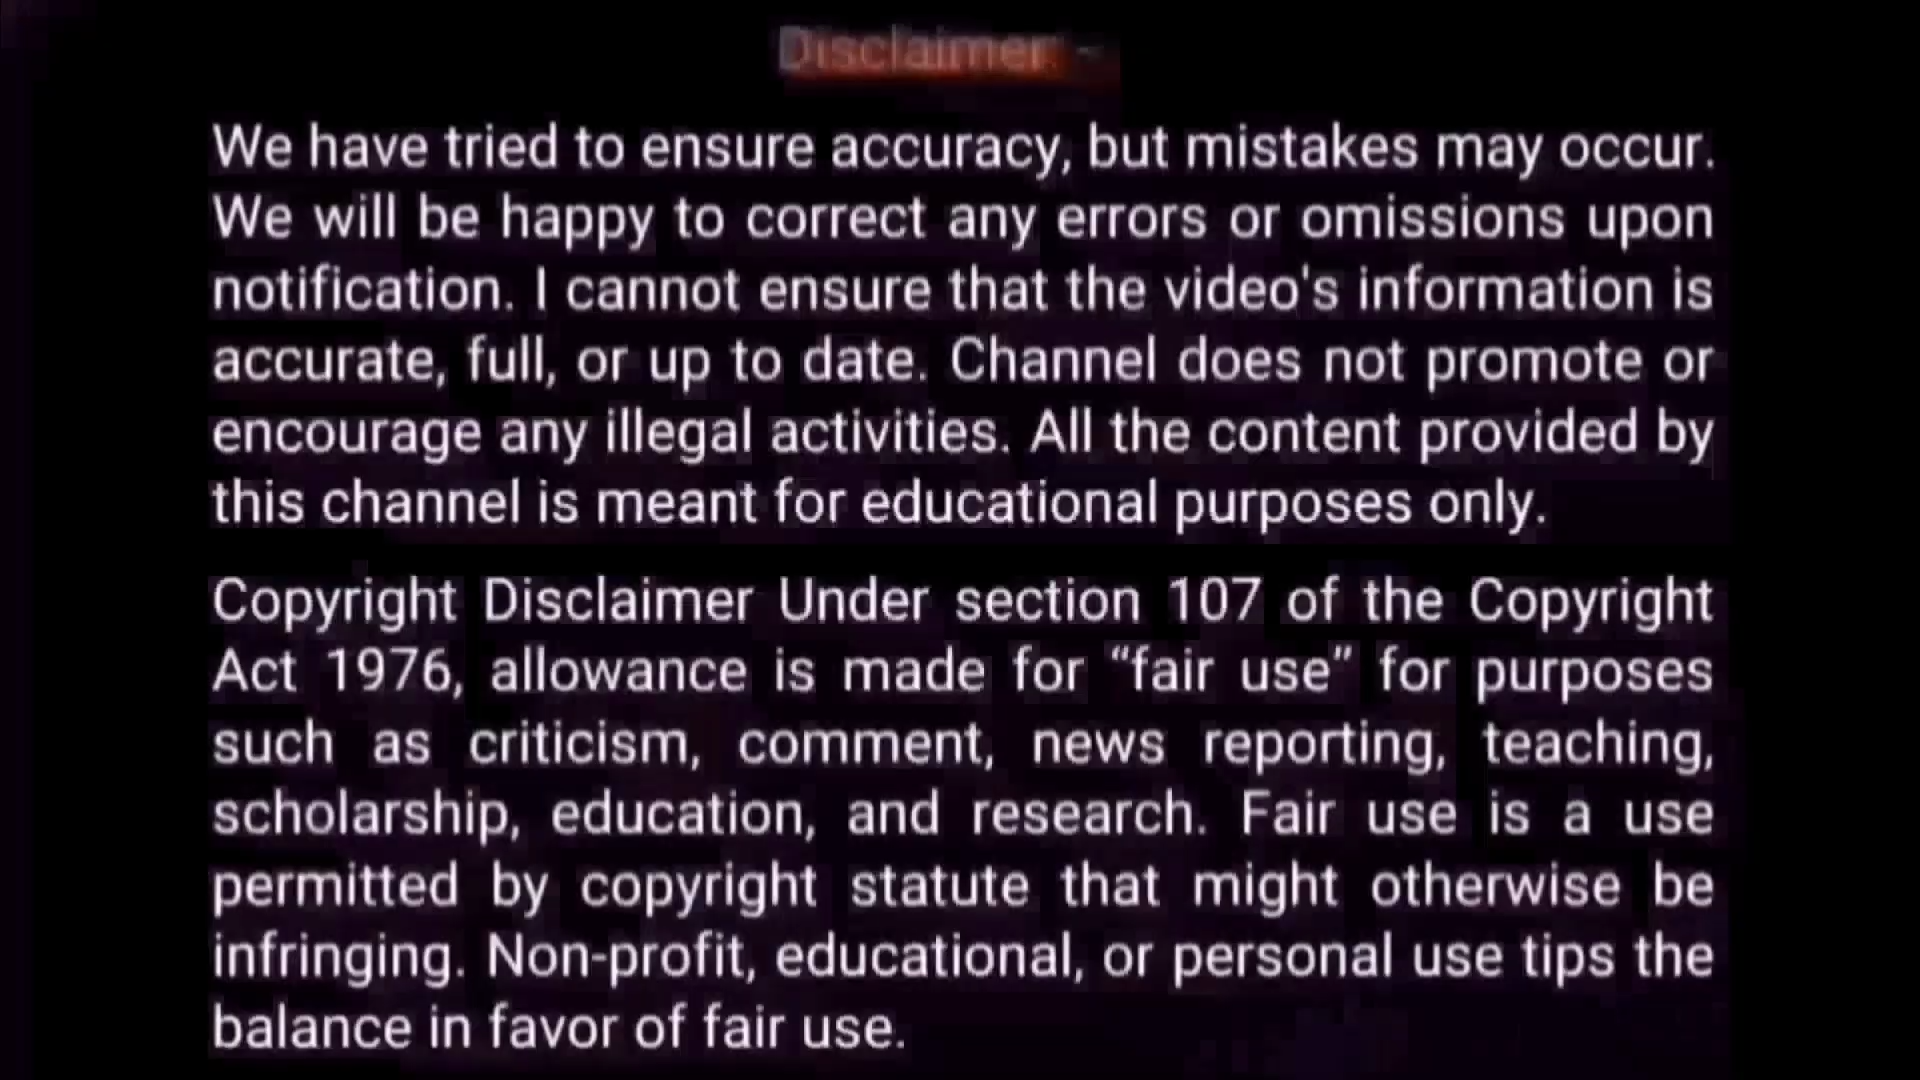 Disclaimer: -
We have tried to ensure accuracy, but mistakes may occur.
We will be happy to correct any errors or omissions upon
notification. I cannot ensure that the video's information is
accurate, full, or up to date. Channel does not promote or
encourage any illegal activities. All the content provided by
this channel is meant for educational purposes only.
Copyright Disclaimer Under section 107 of the Copyright
Act 1976, allowance is made for “fair use” for purposes
such as criticism, comment, news reporting, teaching,
scholarship, education, and research. Fair use is a use
permitted by copyright statute that might otherwise be
infringing. Non-profit, educational, or personal use tips the
balance in favor of fair use.